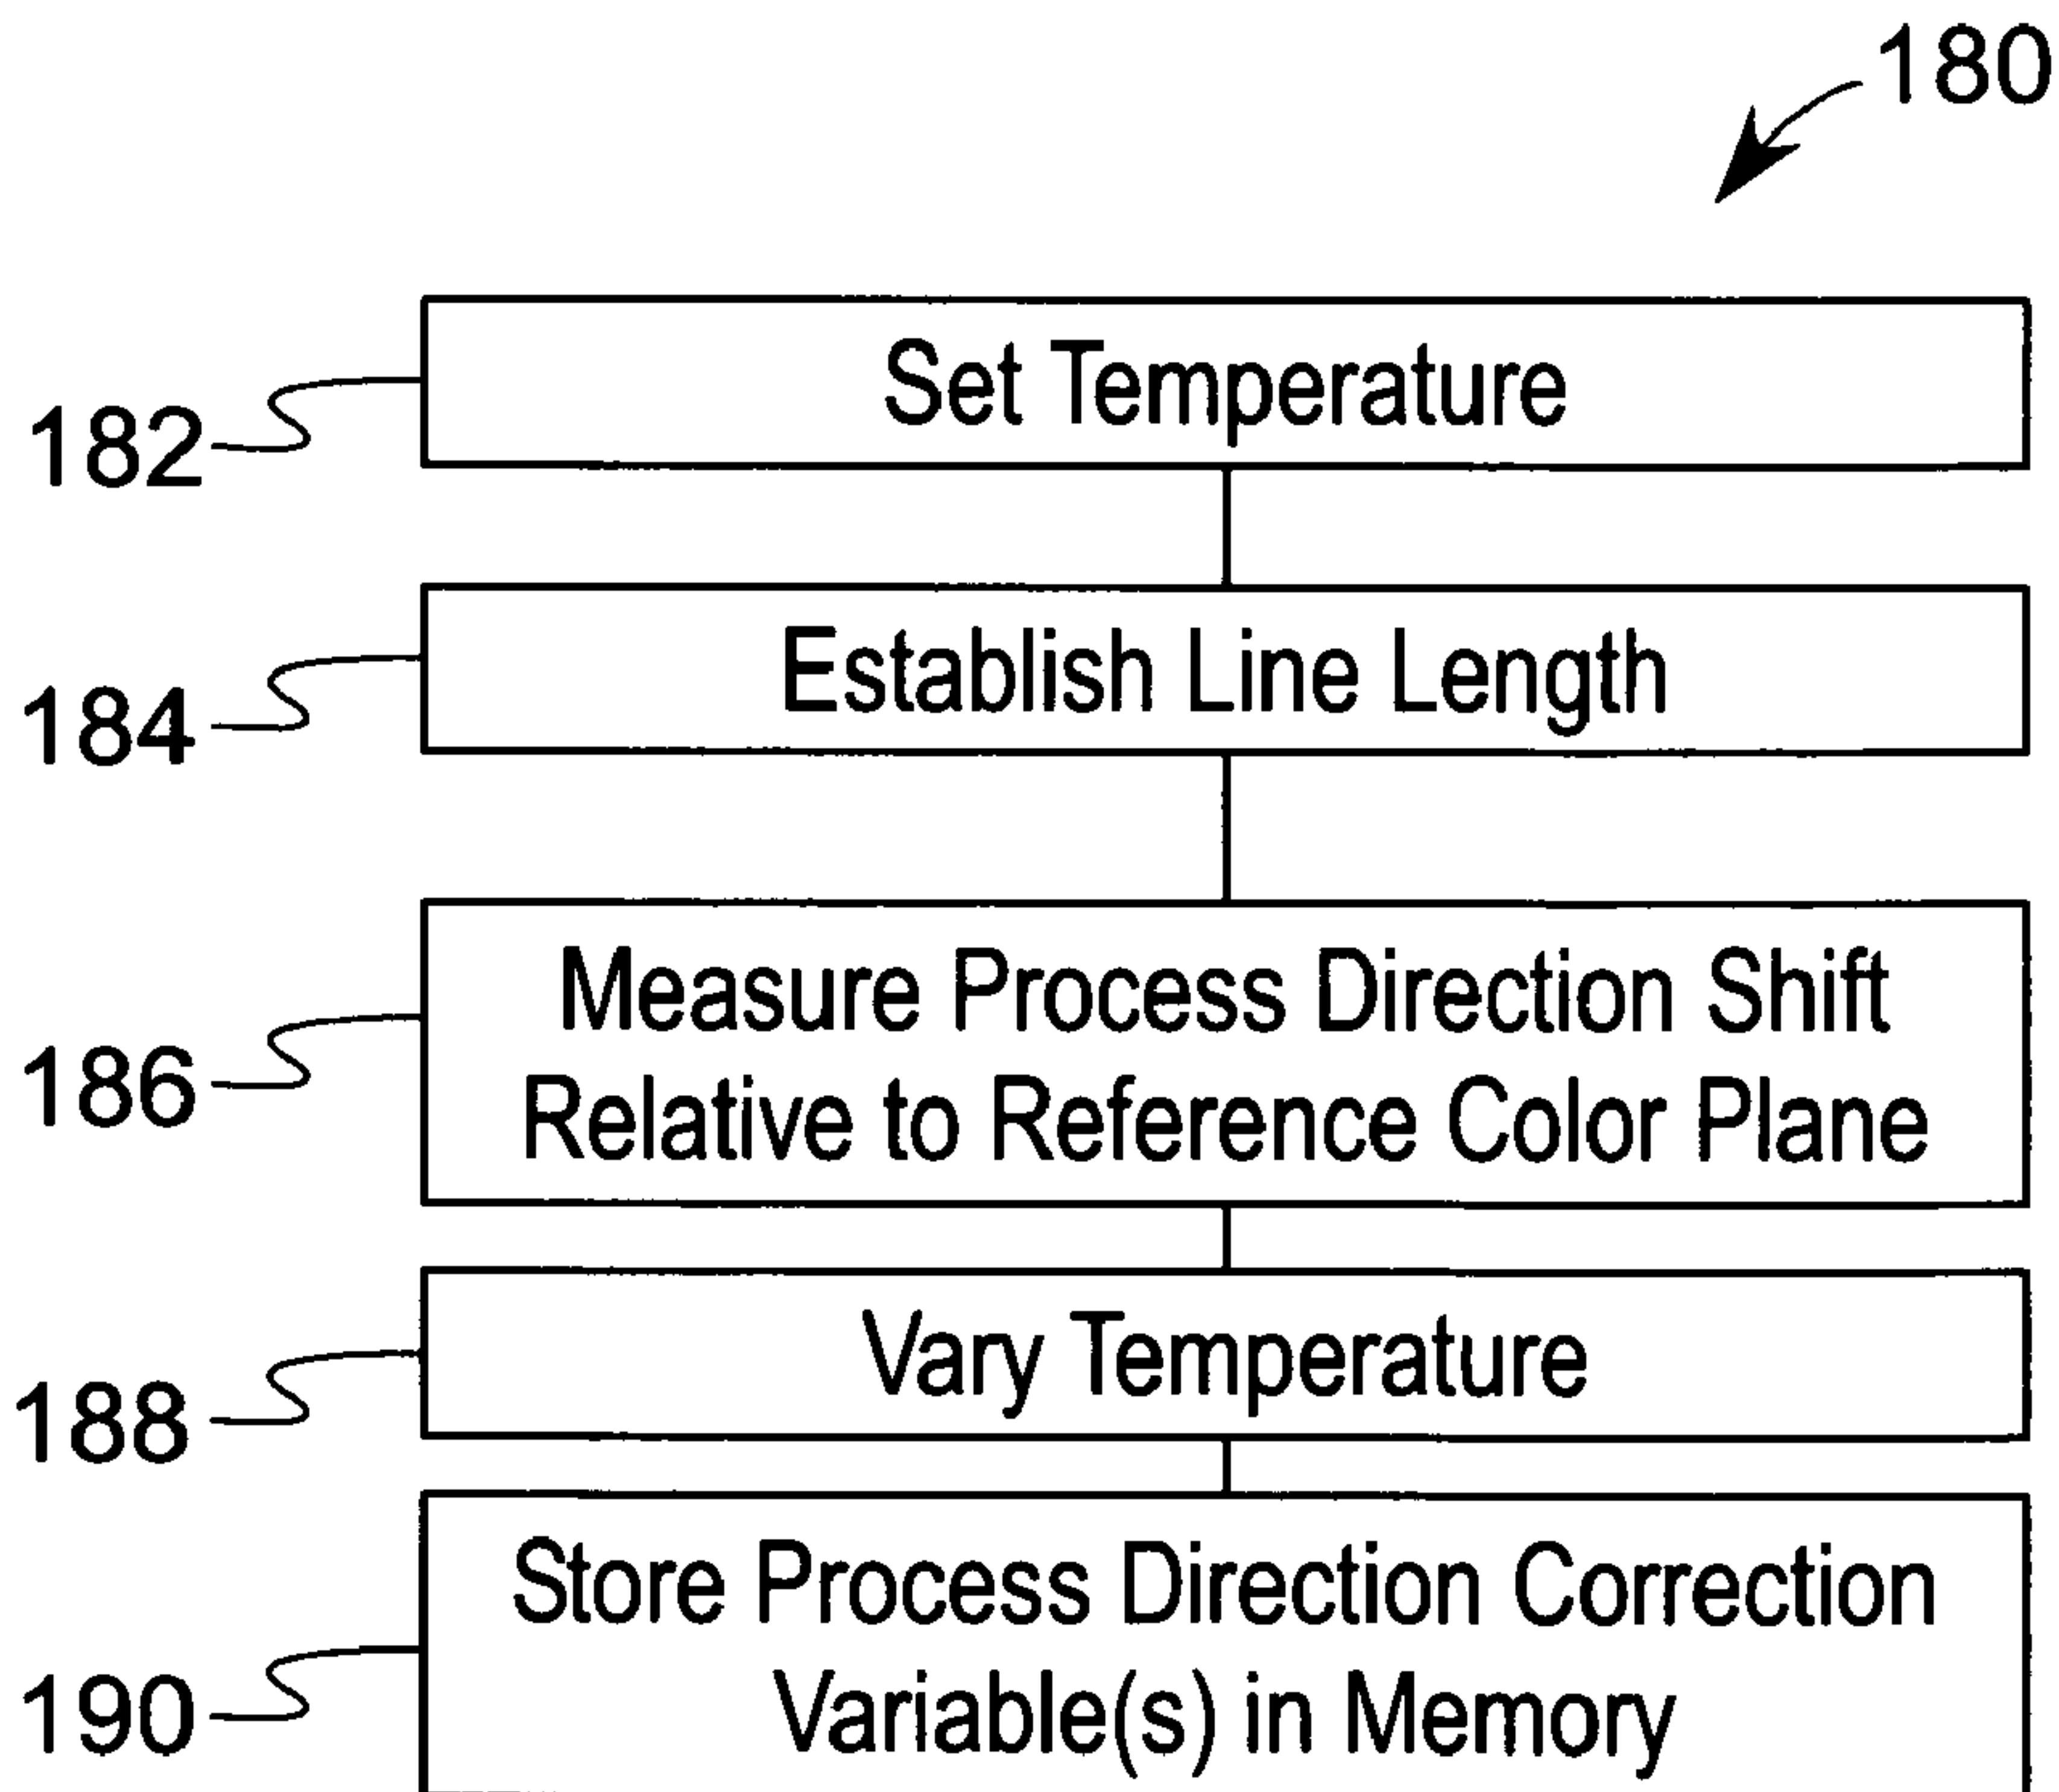 180
Set Temperature
182
Establish Line Length
184
Measure Process Direction Shift
Relative to Reference Color Plane
186
Vary Temperature
188
Store Process Direction Correction
Variable(s) in Memory
190